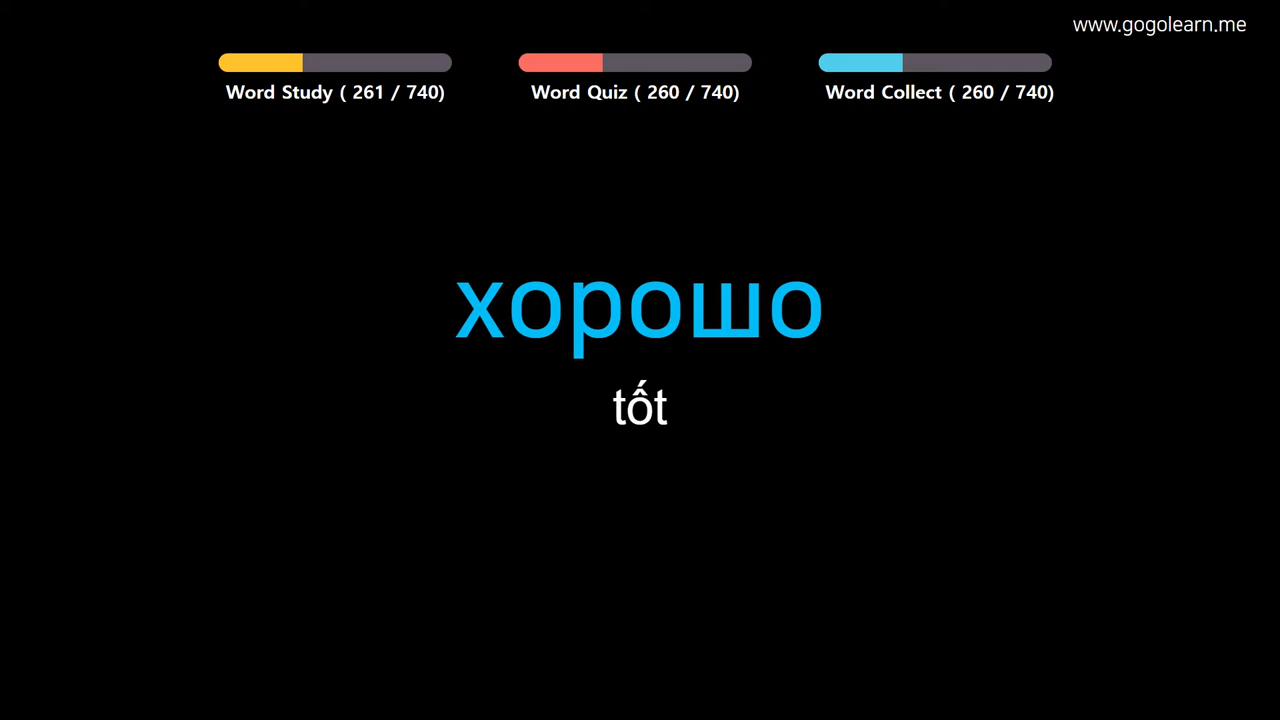 www.gogolearn.me
Word Study ( 261 / 740)
Word Quiz ( 260 / 740)
Word Collect ( 260 / 740)
хорошо
tốt